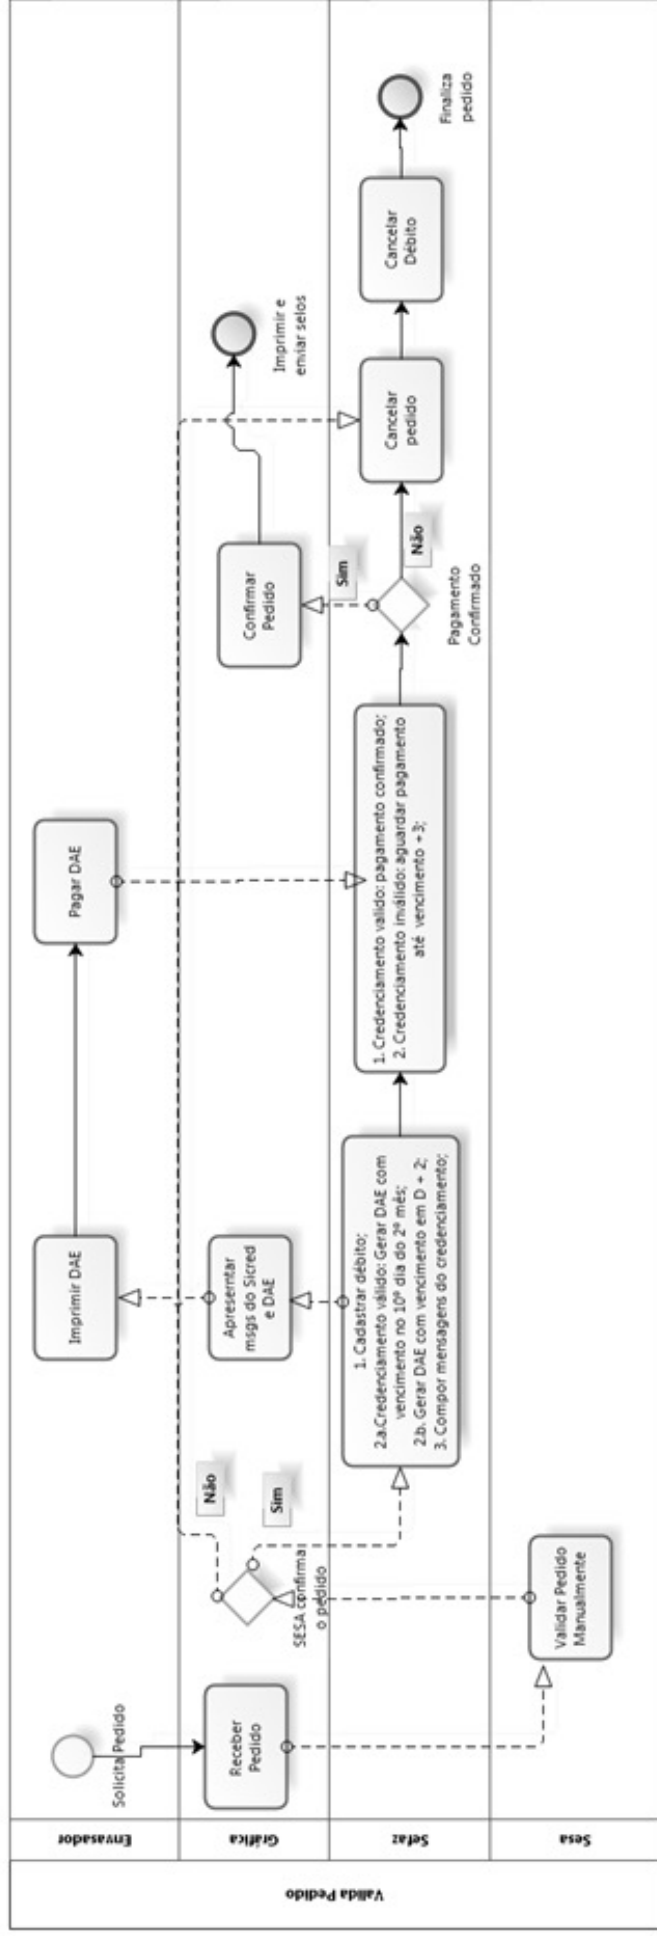 Valida Pedido
Envasador
Solicita Pedido
Imprimir DAE
Pagar DAE
Gráfica
Receber
Pedido
SESA confirma
o pedido
Não
Sim
Apresentar
msgs do Sicred
e DAE
Confirmar
Pedido
Imprimir e
enviar selos
Sefaz
1. Cadastrar débito;
2.a.Credenciamento válido: Gerar DAE com
vencimento no 10º dia do 2º mês;
2.b. Gerar DAE com vencimento em D + 2;
3. Compor mensagens do credenciamento;
1. Credenciamento valido: pagamento confirmado;
2. Credenciamento inválido: aguardar pagamento
até vencimento +3;
Sim
Não
Pagamento
Confirmado
Cancelar
pedido
Cancelar
Débito
Finaliza
pedido
Sesa
Validar Pedido
Manualmente